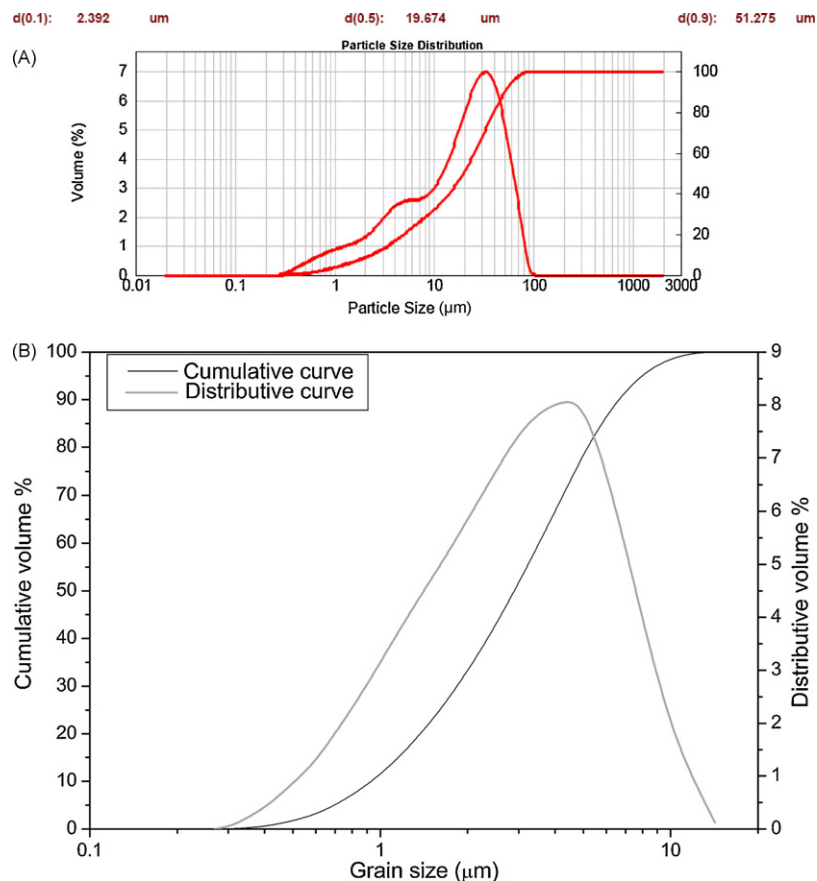 d(0.1): 2.392 um d(0.5): 19.674 um d(0.9): 51.275 um
(A)
Particle Size Distribution
7 100
6 80
5
4 60
3 40
2
1 20
0 0
0.01 0.1 1 10 100 1000 3000
Volume (%)
Particle Size (µm)
(B)
Cumulative curve
Distributive curve
100 9
90 8
80 7
70 6
60 5
50
40 4
30 3
20 2
10 1
0 0
0.1 1 10
Cumulative volume %
Distributive volume %
Grain size (µm)